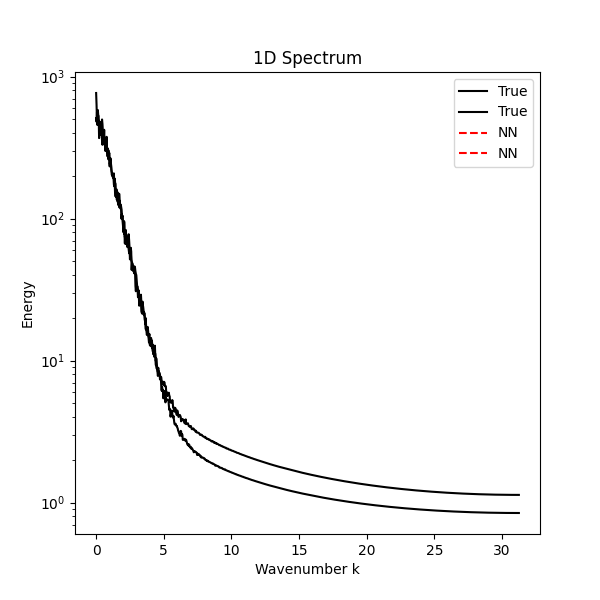 1D Spectrum
10³
10²
10¹
10⁰
Energy
True
True
NN
NN
0 5 10 15 20 25 30
Wavenumber k